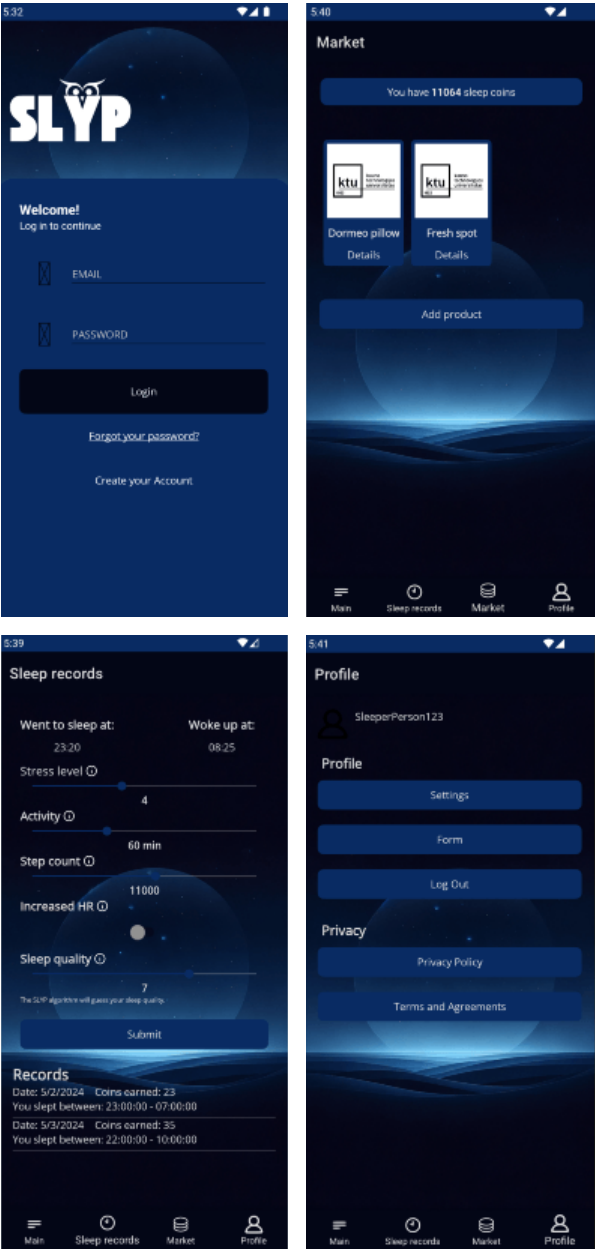 5:32
SLYP
Welcome!
Log in to continue
EMAIL
PASSWORD
Login
Forgot your password?
Create your Account
5:40
Market
You have 11064 sleep coins
ktu
ktu
Dormeo pillow
Fresh spot
Details
Details
Add product
Main
Sleep records
Market
Profile
5:39
Sleep records
Went to sleep at:
Woke up at:
23:20
08:25
Stress level
4
Activity
60 min
Step count
11000
Increased HR
Sleep quality
7
The SLYP algorithm will guess your sleep quality.
Submit
Records
Date: 5/2/2024 Coins earned: 23
You slept between: 23:00:00 - 07:00:00
Date: 5/3/2024 Coins earned: 35
You slept between: 22:00:00 - 10:00:00
Main
Sleep records
Market
Profile
5:41
Profile
SleeperPerson123
Profile
Settings
Form
Log Out
Privacy
Privacy Policy
Terms and Agreements
Main
Sleep records
Market
Profile